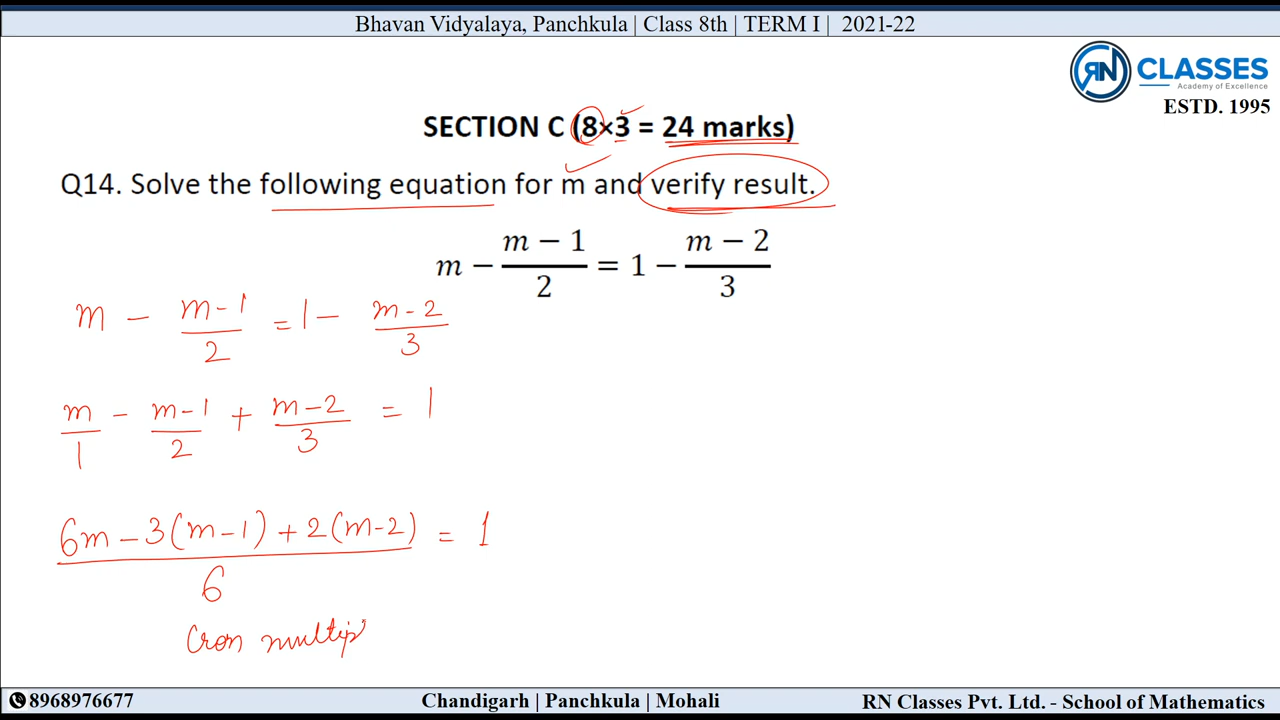 Bhavan Vidyalaya, Panchkula | Class 8th | TERM I | 2021-22
RN CLASSES
Academy of Excellence
ESTD. 1995
SECTION C (8×3 = 24 marks)
Q14. Solve the following equation for m and verify result.
m − (m − 1)/2 = 1 − (m − 2)/3
m − (m-1)/2 = 1 − (m-2)/3
m/1 − (m-1)/2 + (m-2)/3 = 1
(6m − 3(m-1) + 2(m-2))/6 = 1
Cross multip
8968976677
Chandigarh | Panchkula | Mohali
RN Classes Pvt. Ltd. - School of Mathematics